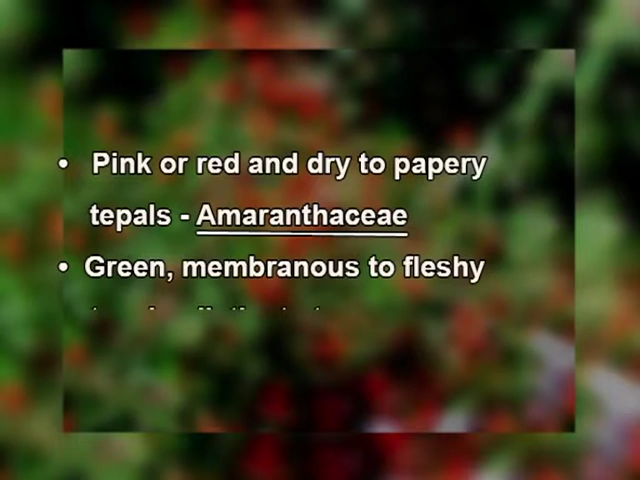 • Pink or red and dry to papery
tepals - Amaranthaceae
• Green, membranous to fleshy